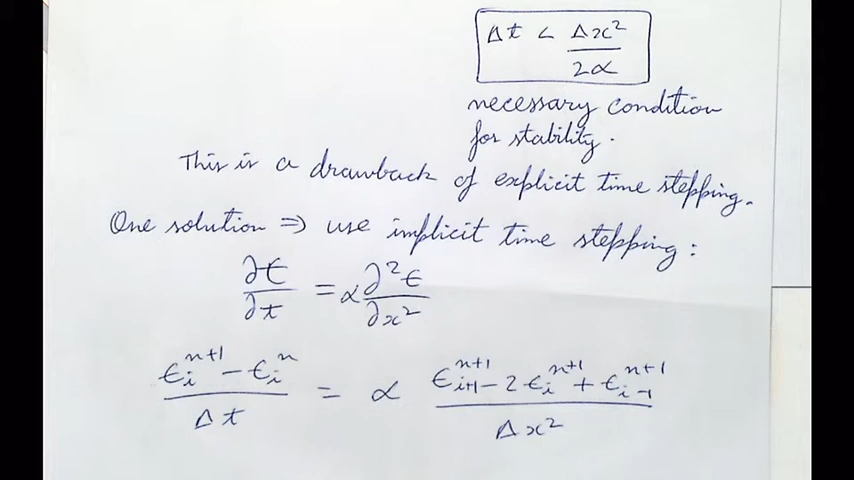 Δt < Δx²/2α
necessary condition
for stability.
This is a drawback of explicit time stepping.
One solution ⇒ use implicit time stepping:
∂ϵ/∂t = α ∂²ϵ/∂x²
(ϵᵢⁿ⁺¹ - ϵᵢⁿ)/Δt = α (ϵᵢ₊₁ⁿ⁺¹ - 2ϵᵢⁿ⁺¹ + ϵᵢ₋₁ⁿ⁺¹)/Δx²